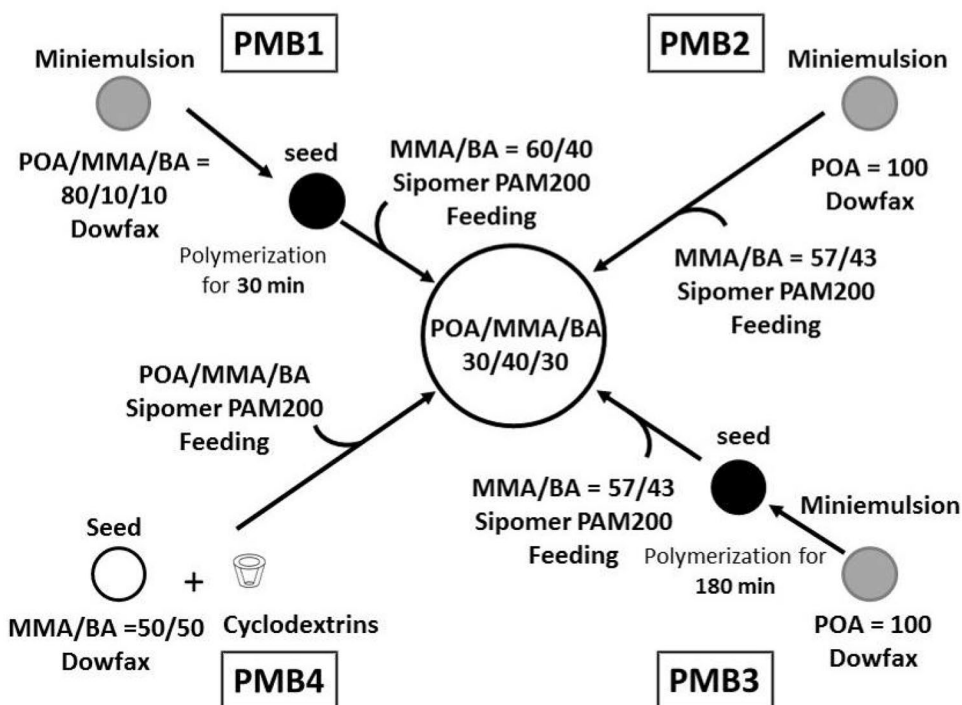 PMB1
Miniemulsion
POA/MMA/BA =
80/10/10
Dowfax
seed
Polymerization
for 30 min
MMA/BA = 60/40
Sipomer PAM200
Feeding
PMB2
Miniemulsion
POA = 100
Dowfax
MMA/BA = 57/43
Sipomer PAM200
Feeding
POA/MMA/BA
30/40/30
POA/MMA/BA
Sipomer PAM200
Feeding
Seed
+
MMA/BA =50/50
Dowfax
Cyclodextrins
PMB4
MMA/BA = 57/43
Sipomer PAM200
Feeding
seed
Polymerization for
180 min
Miniemulsion
POA = 100
Dowfax
PMB3